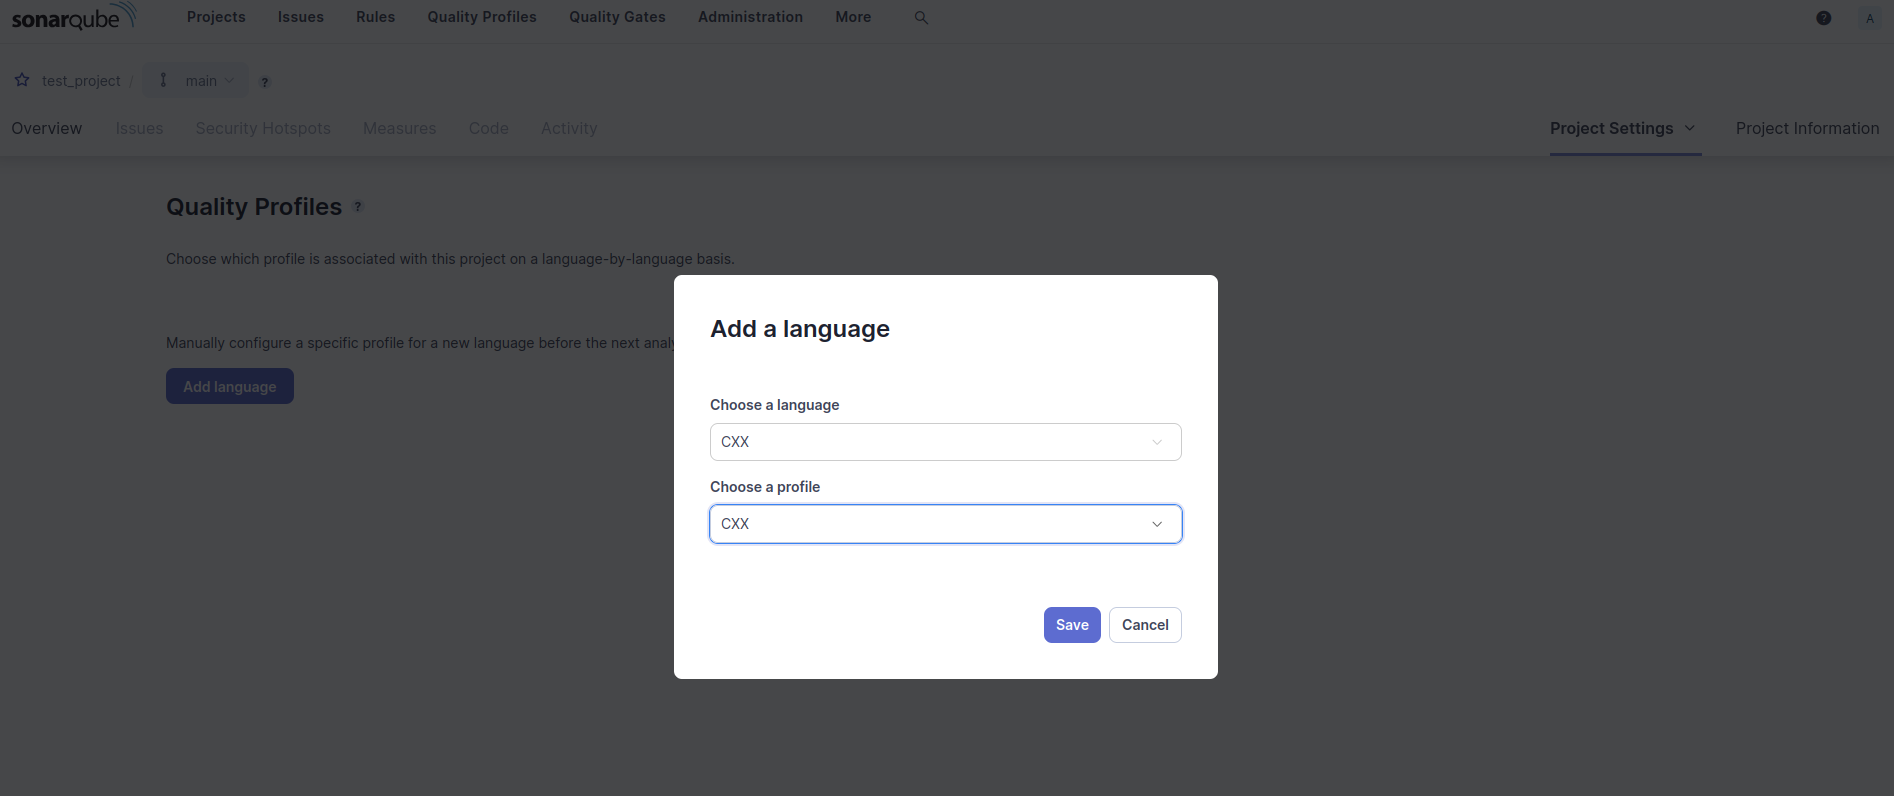 sonarqube Projects Issues Rules Quality Profiles Quality Gates Administration More ? A
test_project / main ?
Overview Issues Security Hotspots Measures Code Activity Project Settings Project Information
Quality Profiles ?
Choose which profile is associated with this project on a language-by-language basis.
Manually configure a specific profile for a new language before the next
Add language
Add a language
Choose a language
CXX
Choose a profile
CXX
Save Cancel